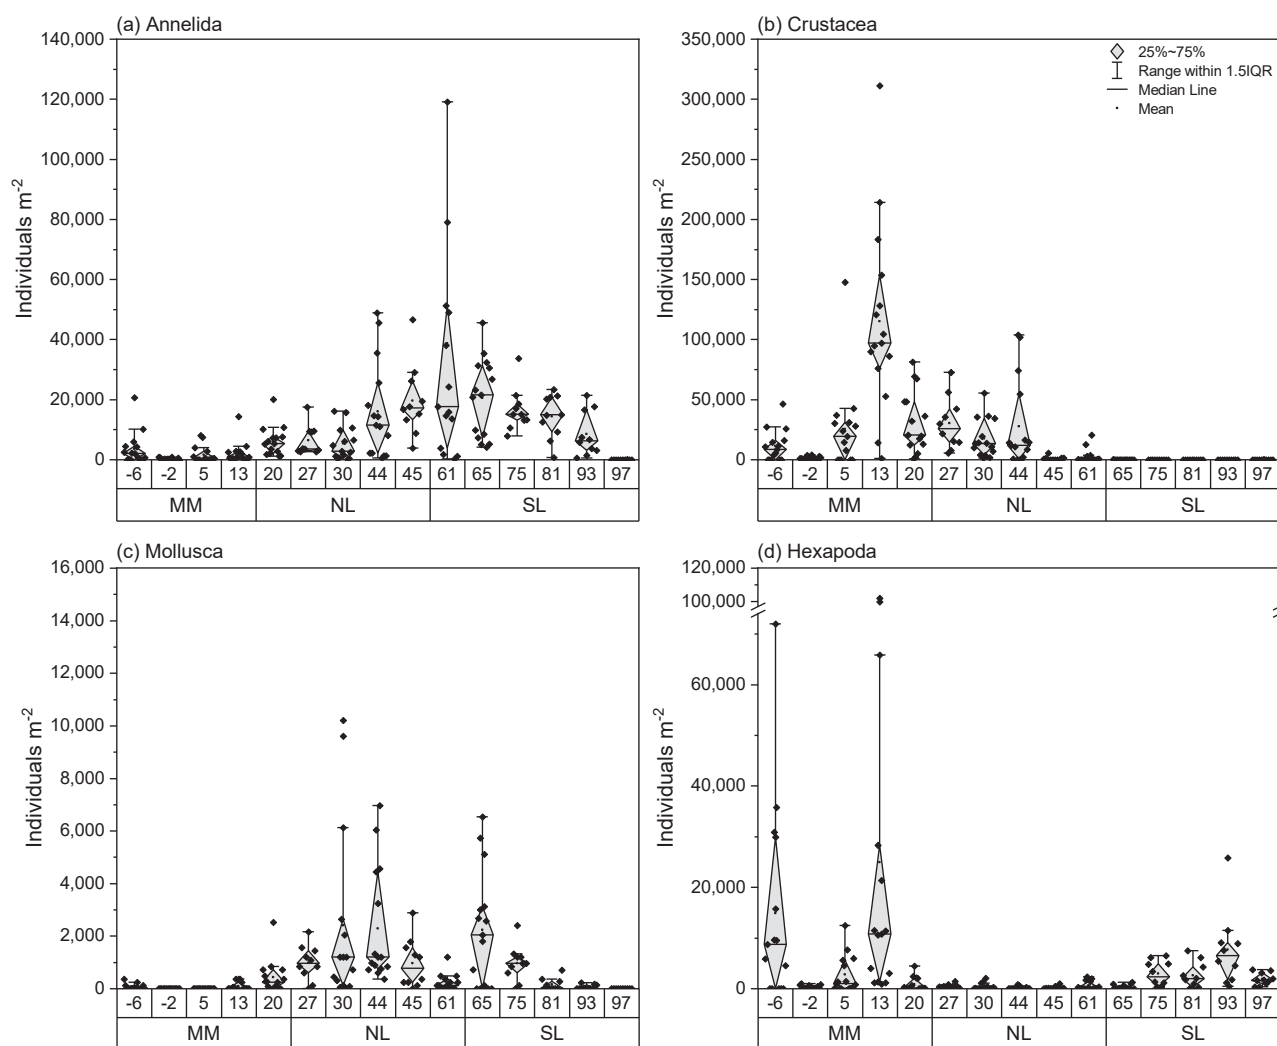 (a) Annelida
140,000
120,000
100,000
80,000
60,000
40,000
20,000
0
Individuals m⁻²
-6 -2 5 13 20 27 30 44 45 61 65 75 81 93 97
MM NL SL
(b) Crustacea
350,000
300,000
250,000
200,000
150,000
100,000
50,000
0
Individuals m⁻²
25%~75%
Range within 1.5IQR
Median Line
Mean
-6 -2 5 13 20 27 30 44 45 61 65 75 81 93 97
MM NL SL
(c) Mollusca
16,000
14,000
12,000
10,000
8,000
6,000
4,000
2,000
0
Individuals m⁻²
-6 -2 5 13 20 27 30 44 45 61 65 75 81 93 97
MM NL SL
(d) Hexapoda
120,000
100,000
60,000
40,000
20,000
0
Individuals m⁻²
-6 -2 5 13 20 27 30 44 45 61 65 75 81 93 97
MM NL SL